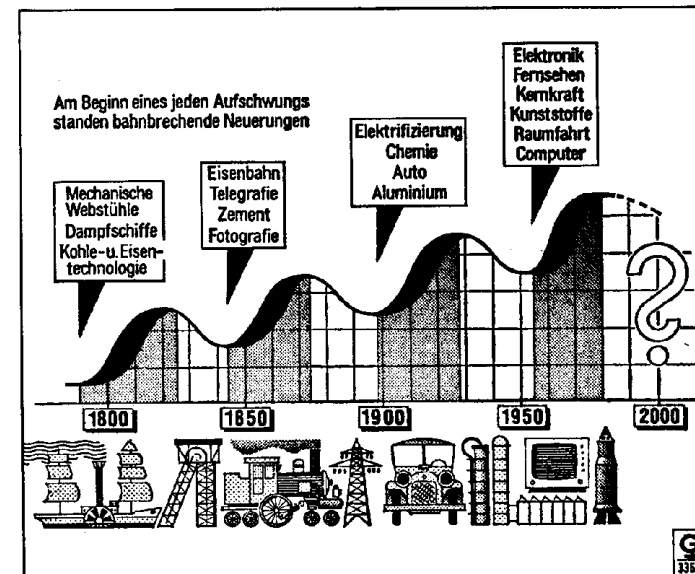 Am Beginn eines jeden Aufschwungs
standen bahnbrechende Neuerungen
Mechanische
Webstühle
Dampfschiffe
Kohle-u. Eisen-
technologie
Eisenbahn
Telegrafie
Zement
Fotografie
Elektrifizierung
Chemie
Auto
Aluminium
Elektronik
Fernsehen
Kernkraft
Kunststoffe
Raumfahrt
Computer
?
1800
1850
1900
1950
2000